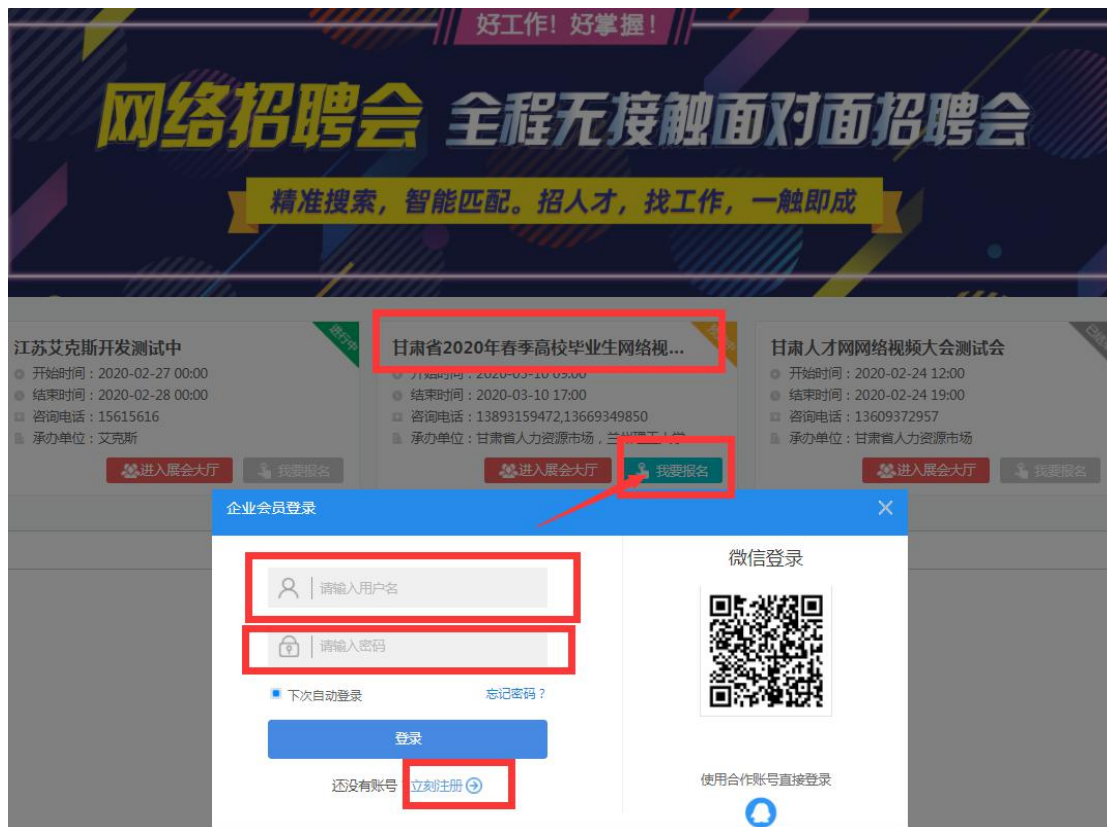 好工作！好掌握！
网络招聘会 全程无接触面对面招聘会
精准搜索，智能匹配。招人才，找工作，一触即成
进行中
江苏艾克斯开发测试中
开始时间：2020-02-27 00:00
结束时间：2020-02-28 00:00
咨询电话：15615616
承办单位：艾克斯
进入展会大厅 我要报名
甘肃省2020年春季高校毕业生网络视...
开始时间：2020-03-10 09:00
结束时间：2020-03-10 17:00
咨询电话：13893159472,13669349850
承办单位：甘肃省人力资源市场，兰州理工大学
进入展会大厅 我要报名
甘肃人才网网络视频大会测试会
开始时间：2020-02-24 12:00
结束时间：2020-02-24 19:00
咨询电话：13609372957
承办单位：甘肃省人力资源市场
进入展会大厅 我要报名
企业会员登录
请输入用户名
请输入密码
下次自动登录 忘记密码？
登录
还没有账号 立刻注册
微信登录
使用合作账号直接登录